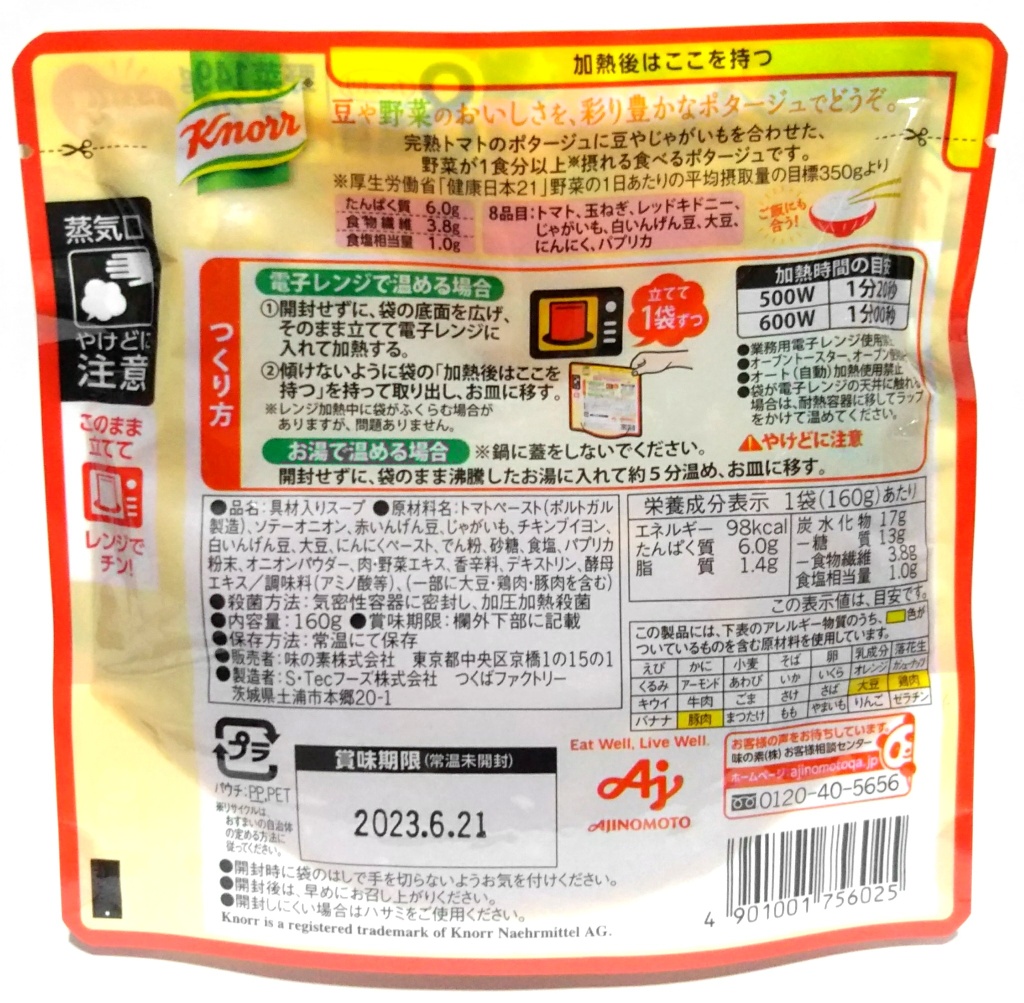 加熱後はここを持つ
Knorr
豆や野菜のおいしさを、彩り豊かなポタージュでどうぞ。
完熟トマトのポタージュに豆やじゃがいもを合わせた、
野菜が1食分以上※摂れる食べるポタージュです。
※厚生労働省「健康日本21」野菜の1日あたりの平均摂取量の目標350gより
たんぱく質 6.0g
食物繊維 3.8g
食塩相当量 1.0g
8品目:トマト、玉ねぎ、レッドキドニー、
じゃがいも、白いんげん豆、大豆、
にんにく、パプリカ
ご飯にも
合う!
蒸気口
やけどに
注意
このまま
立てて
レンジで
チン!
つくり方
電子レンジで温める場合
①開封せずに、袋の底面を広げ、
そのまま立てて電子レンジに
入れて加熱する。
②傾けないように袋の「加熱後はここを
持つ」を持って取り出し、お皿に移す。
※レンジ加熱中に袋がふくらむ場合が
ありますが、問題ありません。
立てて
1袋ずつ
加熱時間の目安
500W 1分20秒
600W 1分00秒
●業務用電子レンジ使用禁止
●オーブントースター、オーブン
●オート(自動)加熱使用禁止
●袋が電子レンジの天井に触れる
場合は、耐熱容器に移してラップ
をかけて温めてください。
やけどに注意
お湯で温める場合 ※鍋に蓋をしないでください。
開封せずに、袋のまま沸騰したお湯に入れて約5分温め、お皿に移す。
●品名:具材入りスープ ●原材料名:トマトペースト(ポルトガル
製造)、ソテーオニオン、赤いんげん豆、じゃがいも、チキンブイヨン、
白いんげん豆、大豆、にんにくペースト、でん粉、砂糖、食塩、パプリカ
粉末、オニオンパウダー、肉・野菜エキス、香辛料、デキストリン、酵母
エキス/調味料(アミノ酸等)、(一部に大豆・鶏肉・豚肉を含む)
●殺菌方法:気密性容器に密封し、加圧加熱殺菌
●内容量:160g ●賞味期限:欄外下部に記載
●保存方法:常温にて保存
●販売者:味の素株式会社 東京都中央区京橋1の15の1
●製造者:S・Tecフーズ株式会社 つくばファクトリー
茨城県土浦市本郷20-1
栄養成分表示 1袋(160g)あたり
エネルギー 98kcal
たんぱく質 6.0g
脂質 1.4g
炭水化物 17g
－糖質 13g
－食物繊維 3.8g
食塩相当量 1.0g
この表示値は、目安です。
この製品には、下表のアレルギー物質のうち、色が
ついているものを含む原材料を使用しています。
えび かに 小麦 そば 卵 乳成分 落花生
くるみ アーモンド あわび いか いくら オレンジ カシューナッツ
キウイ 牛肉 ごま さけ さば 大豆 鶏肉
バナナ 豚肉 まつたけ もも やまいも りんご ゼラチン
プラ
パウチ:PP,PET
※リサイクルは、
おすまいの自治体
の定める方法に
従ってください。
賞味期限(常温未開封)
2023.6.21
Eat Well, Live Well.
Aj
AJINOMOTO
お客様の声をお待ちしています。
味の素(株)お客様相談センター
ホームページ ajinomotoqa.jp
0120-40-5656
●開封時に袋のはしで手を切らないようお気を付けください。
●開封後は、早めにお召し上がりください。
●開封しにくい場合はハサミをご使用ください。
Knorr is a registered trademark of Knorr Naehrmittel AG.
4 901001 756025